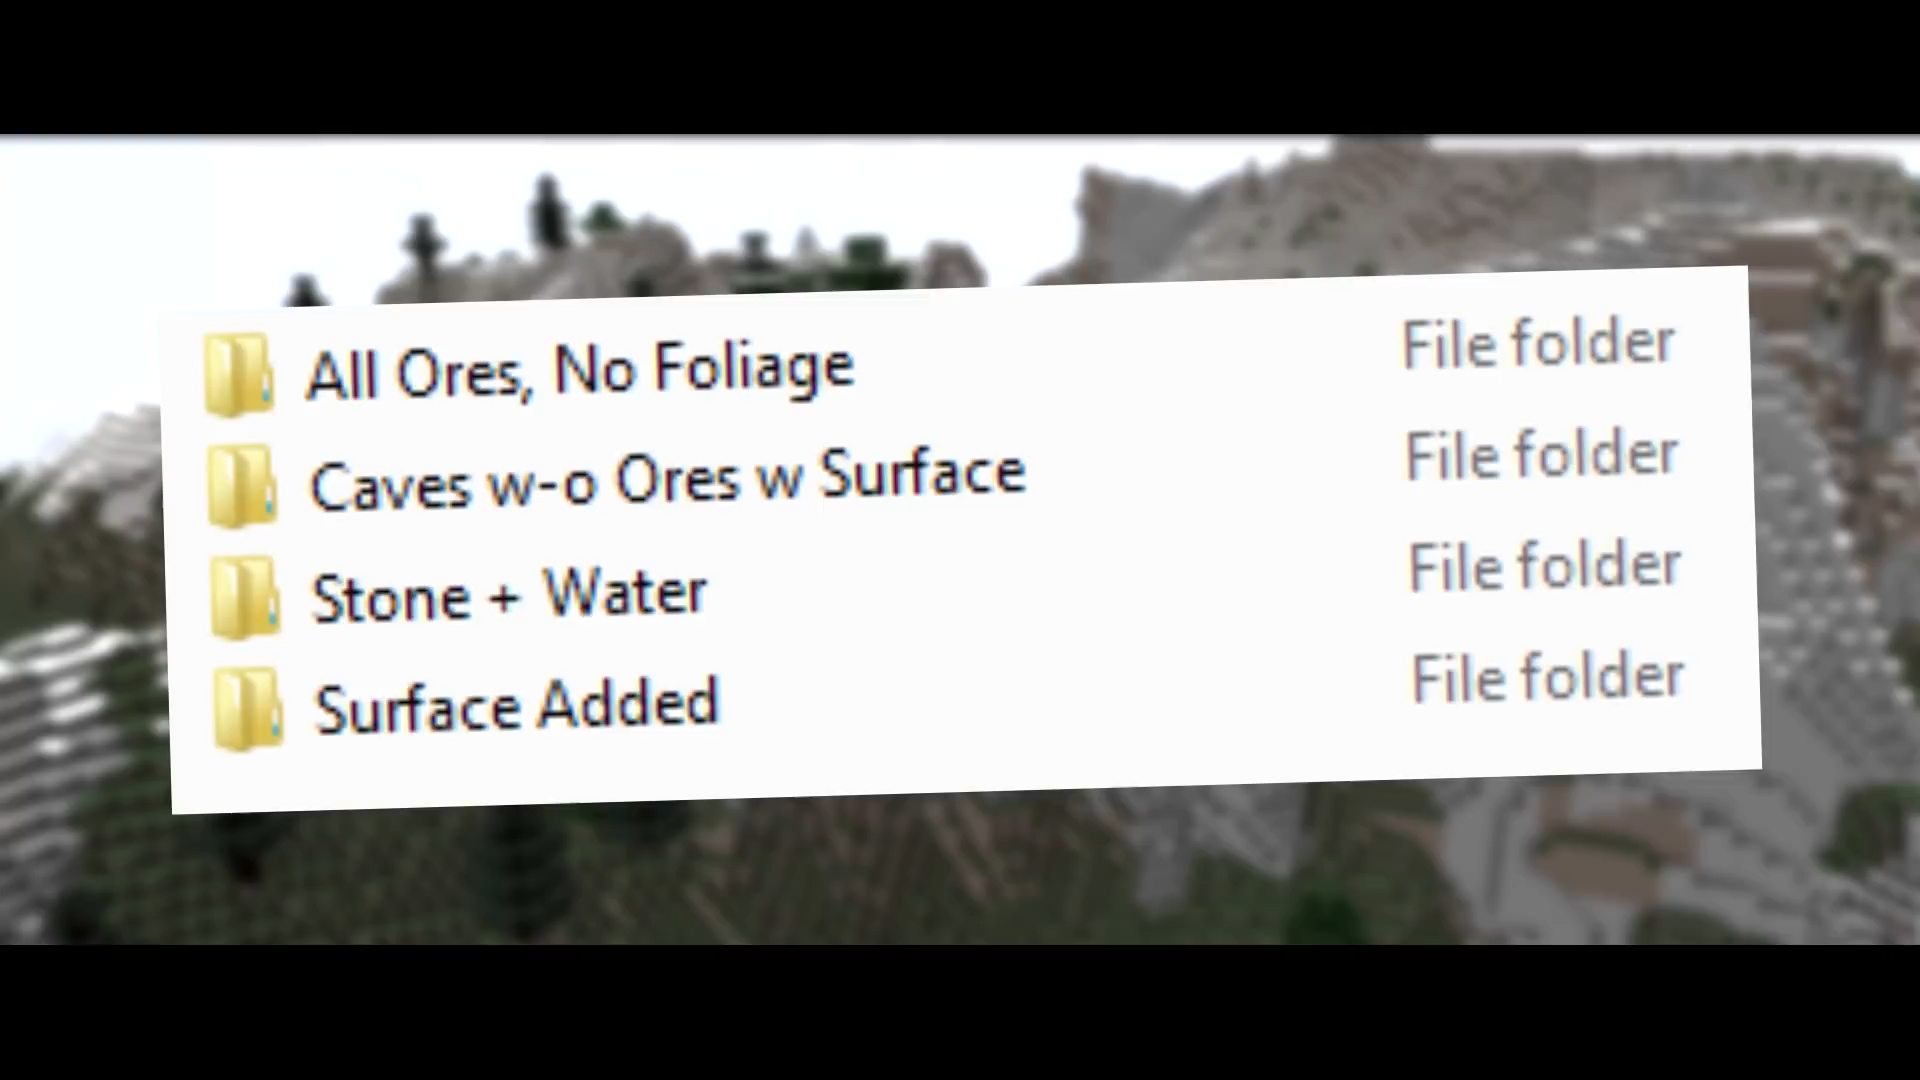 All Ores, No Foliage File folder
Caves w-o Ores w Surface File folder
Stone + Water File folder
Surface Added File folder